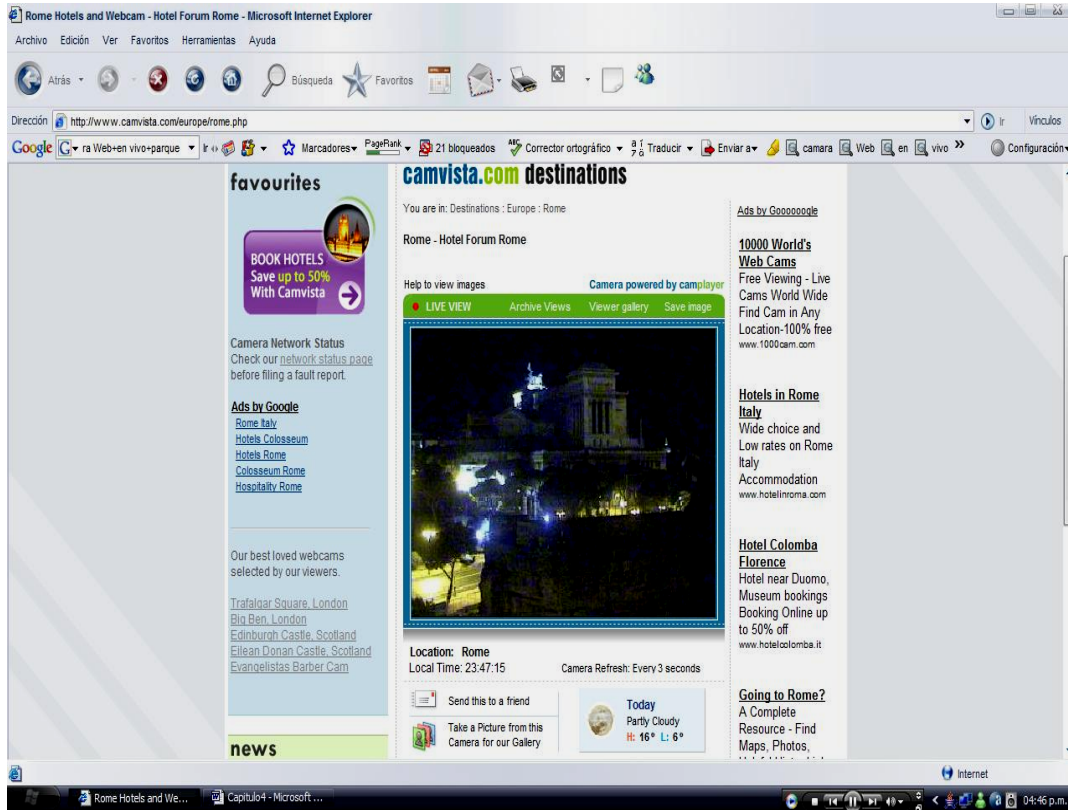 Rome Hotels and Webcam - Hotel Forum Rome - Microsoft Internet Explorer
Archivo Edición Ver Favoritos Herramientas Ayuda
Atrás Búsqueda Favoritos
Dirección http://www.camvista.com/europe/rome.php Ir Vínculos
Google G ra Web+en vivo+parque Ir Marcadores PageRank 21 bloqueados Corrector ortográfico Traducir Enviar a camara Web en vivo » Configuración
favourites
BOOK HOTELS
Save up to 50%
With Camvista
Camera Network Status
Check our network status page
before filing a fault report.
Ads by Google
Rome Italy
Hotels Colosseum
Hotels Rome
Colosseum Rome
Hospitality Rome
Our best loved webcams
selected by our viewers.
Trafalgar Square, London
Big Ben, London
Edinburgh Castle, Scotland
Eilean Donan Castle, Scotland
Evangelistas Barber Cam
news
camvista.com destinations
You are in: Destinations : Europe : Rome
Rome - Hotel Forum Rome
Help to view images Camera powered by camplayer
LIVE VIEW Archive Views Viewer gallery Save image
Location: Rome
Local Time: 23:47:15 Camera Refresh: Every 3 seconds
Send this to a friend
Take a Picture from this
Camera for our Gallery
Today
Partly Cloudy
H: 16° L: 6°
Ads by Goooooogle
10000 World's
Web Cams
Free Viewing - Live
Cams World Wide
Find Cam in Any
Location-100% free
www.1000cam.com
Hotels in Rome
Italy
Wide choice and
Low rates on Rome
Italy
Accommodation
www.hotelinroma.com
Hotel Colomba
Florence
Hotel near Duomo,
Museum bookings
Booking Online up
to 50% off
www.hotelcolomba.it
Going to Rome?
A Complete
Resource - Find
Maps, Photos,
Internet
Rome Hotels and We... Capitulo4 - Microsoft ... 04:46 p.m.